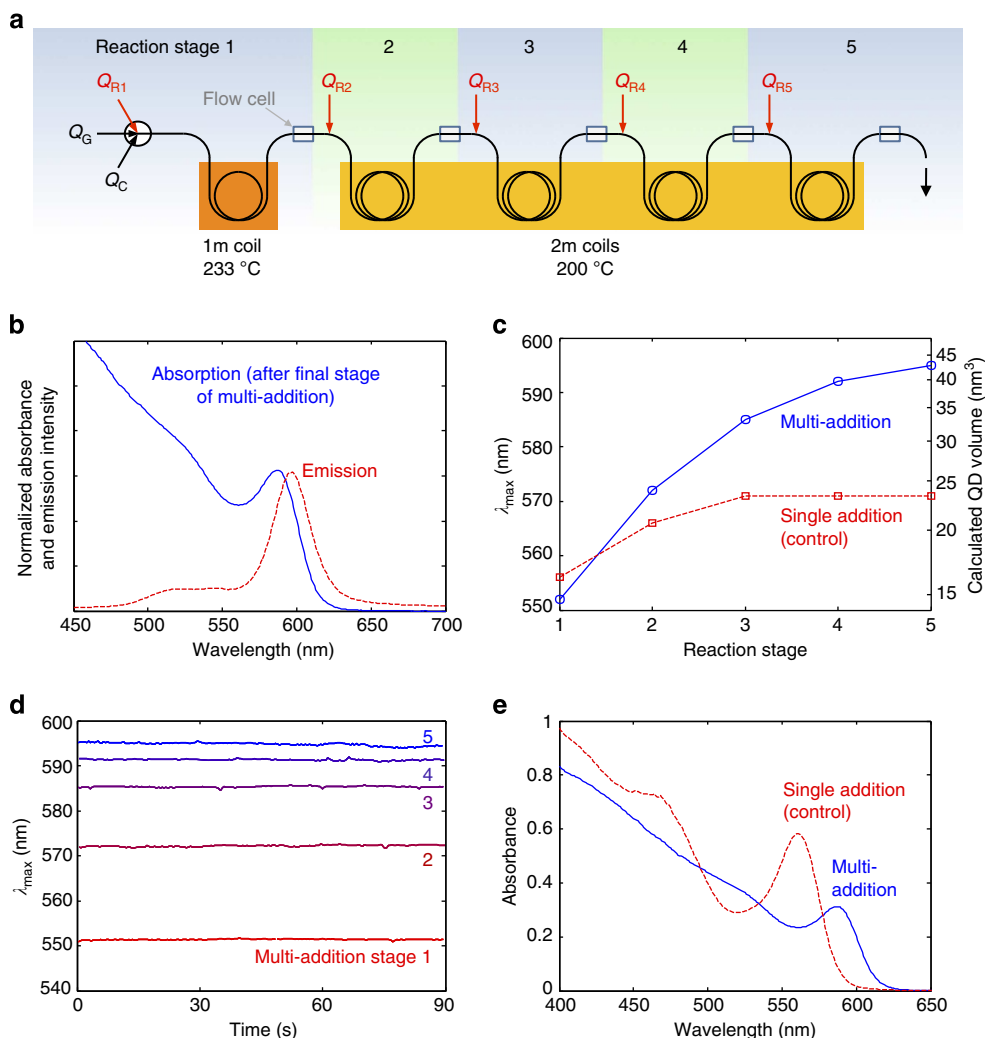 a
Reaction stage 1
2
3
4
5
QR1
QR2
QR3
QR4
QR5
Flow cell
QG
QC
1m coil
233 °C
2m coils
200 °C
b
Normalized absorbance
and emission intensity
Absorption (after final stage
of multi-addition)
Emission
450 500 550 600 650 700
Wavelength (nm)
c
λmax (nm)
600
590
580
570
560
550
Multi-addition
Single addition
(control)
45
40
35
30
25
20
15
Calculated QD volume (nm³)
1 2 3 4 5
Reaction stage
d
λmax (nm)
600
590
580
570
560
550
540
5
4
3
2
Multi-addition stage 1
0 30 60 90
Time (s)
e
Absorbance
1
0.8
0.6
0.4
0.2
0
Single addition
(control)
Multi-
addition
400 450 500 550 600 650
Wavelength (nm)